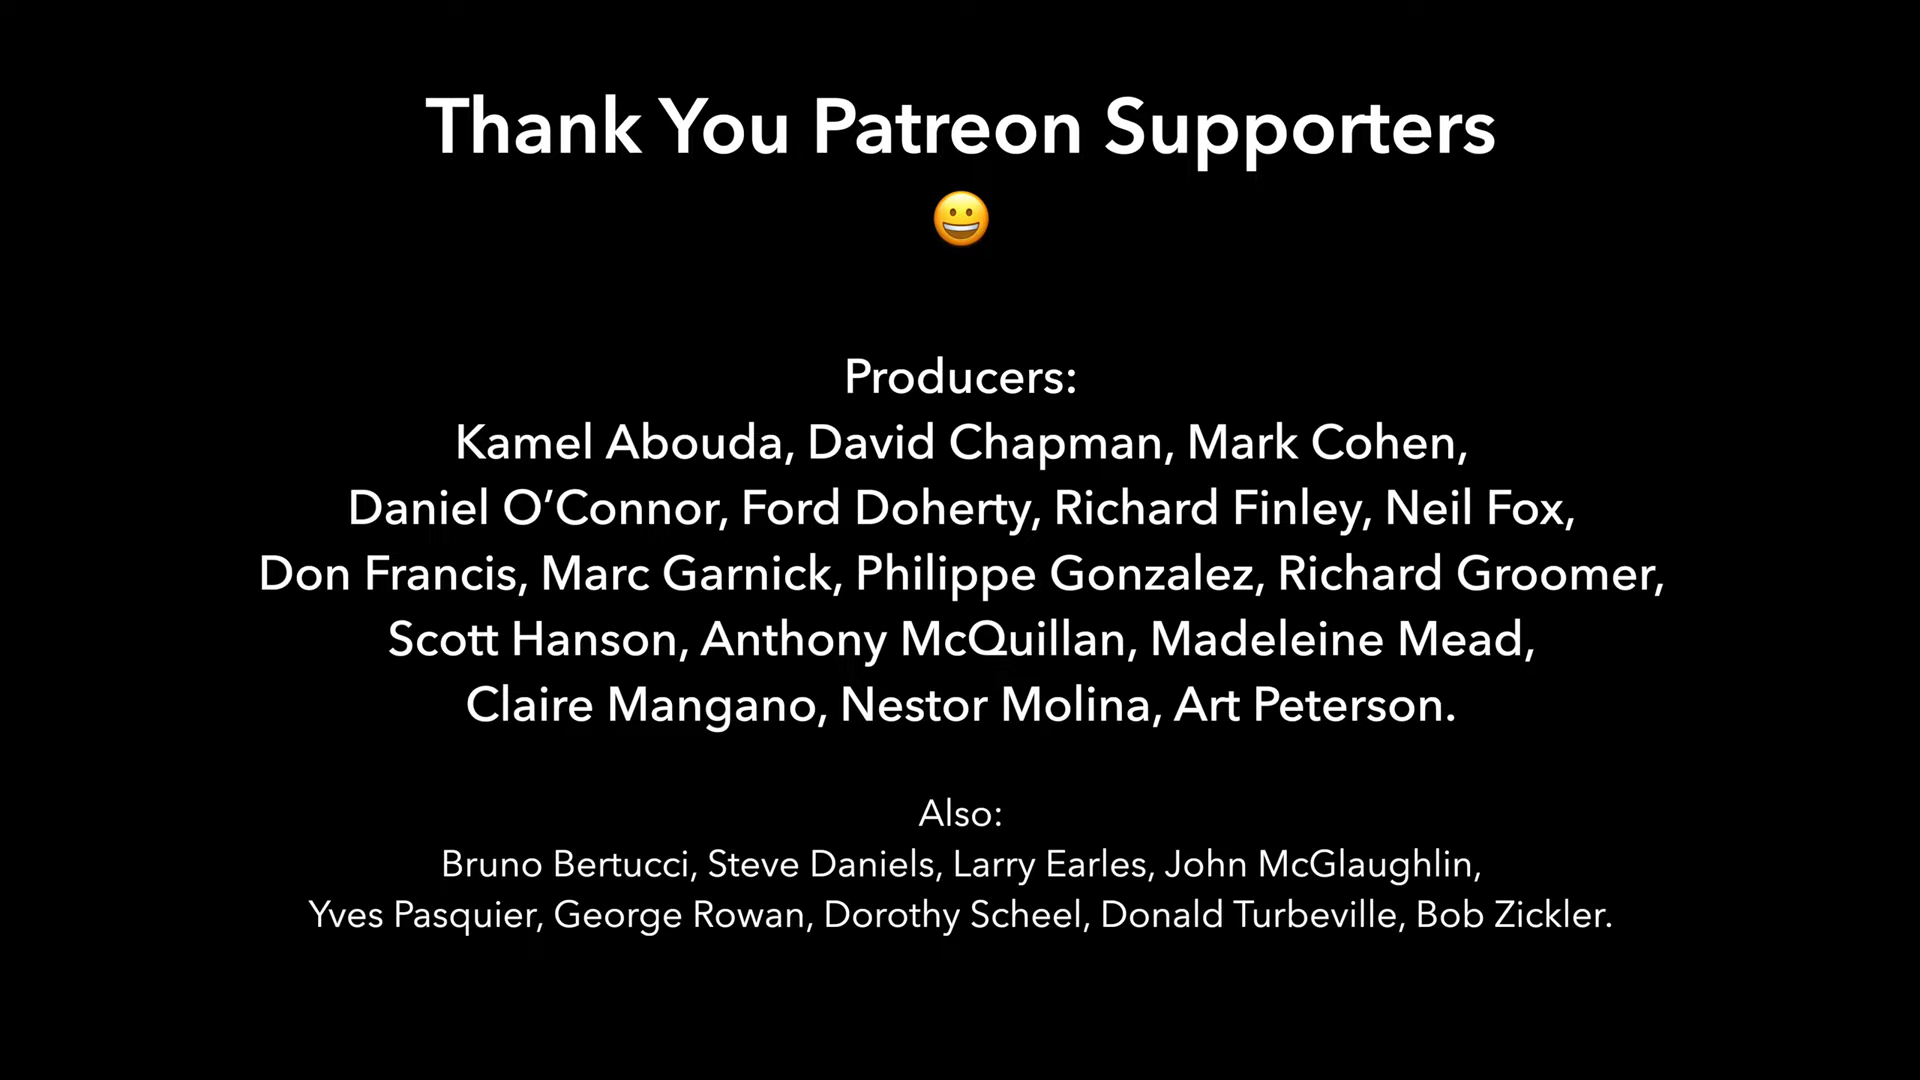 Thank You Patreon Supporters
😀
Producers:
Kamel Abouda, David Chapman, Mark Cohen,
Daniel O’Connor, Ford Doherty, Richard Finley, Neil Fox,
Don Francis, Marc Garnick, Philippe Gonzalez, Richard Groomer,
Scott Hanson, Anthony McQuillan, Madeleine Mead,
Claire Mangano, Nestor Molina, Art Peterson.
Also:
Bruno Bertucci, Steve Daniels, Larry Earles, John McGlaughlin,
Yves Pasquier, George Rowan, Dorothy Scheel, Donald Turbeville, Bob Zickler.